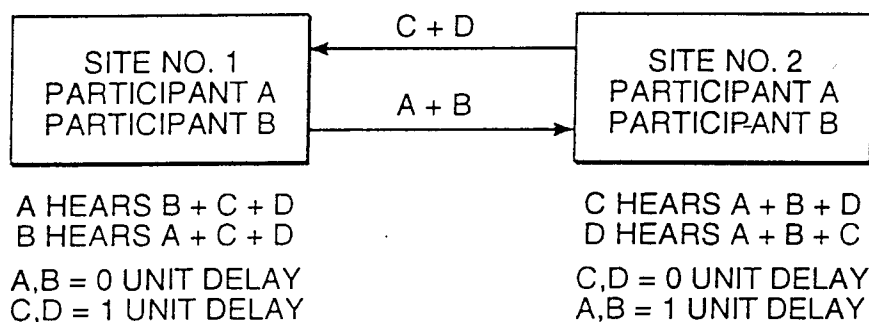 C + D
SITE NO. 1
PARTICIPANT A
PARTICIPANT B
A + B
SITE NO. 2
PARTICIPANT A
PARTICIPANT B
A HEARS B + C + D
B HEARS A + C + D
A,B = 0 UNIT DELAY
C,D = 1 UNIT DELAY
C HEARS A + B + D
D HEARS A + B + C
C,D = 0 UNIT DELAY
A,B = 1 UNIT DELAY